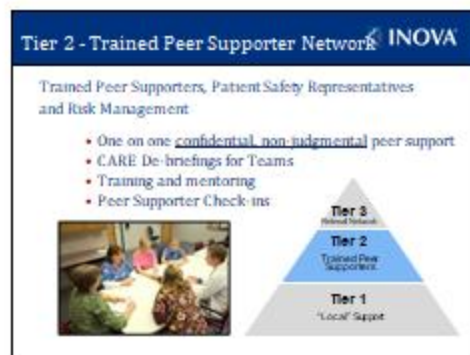 Tier 2 - Trained Peer Supporter Network
INOVA
Trained Peer Supporters, Patient Safety Representatives
and Risk Management
• One on one confidential, non-judgmental peer support
• CARE De-briefings for Teams
• Training and mentoring
• Peer Supporter Check-ins
Tier 3
Referral Network
Tier 2
Trained Peer
Supporters
Tier 1
"Local" Support